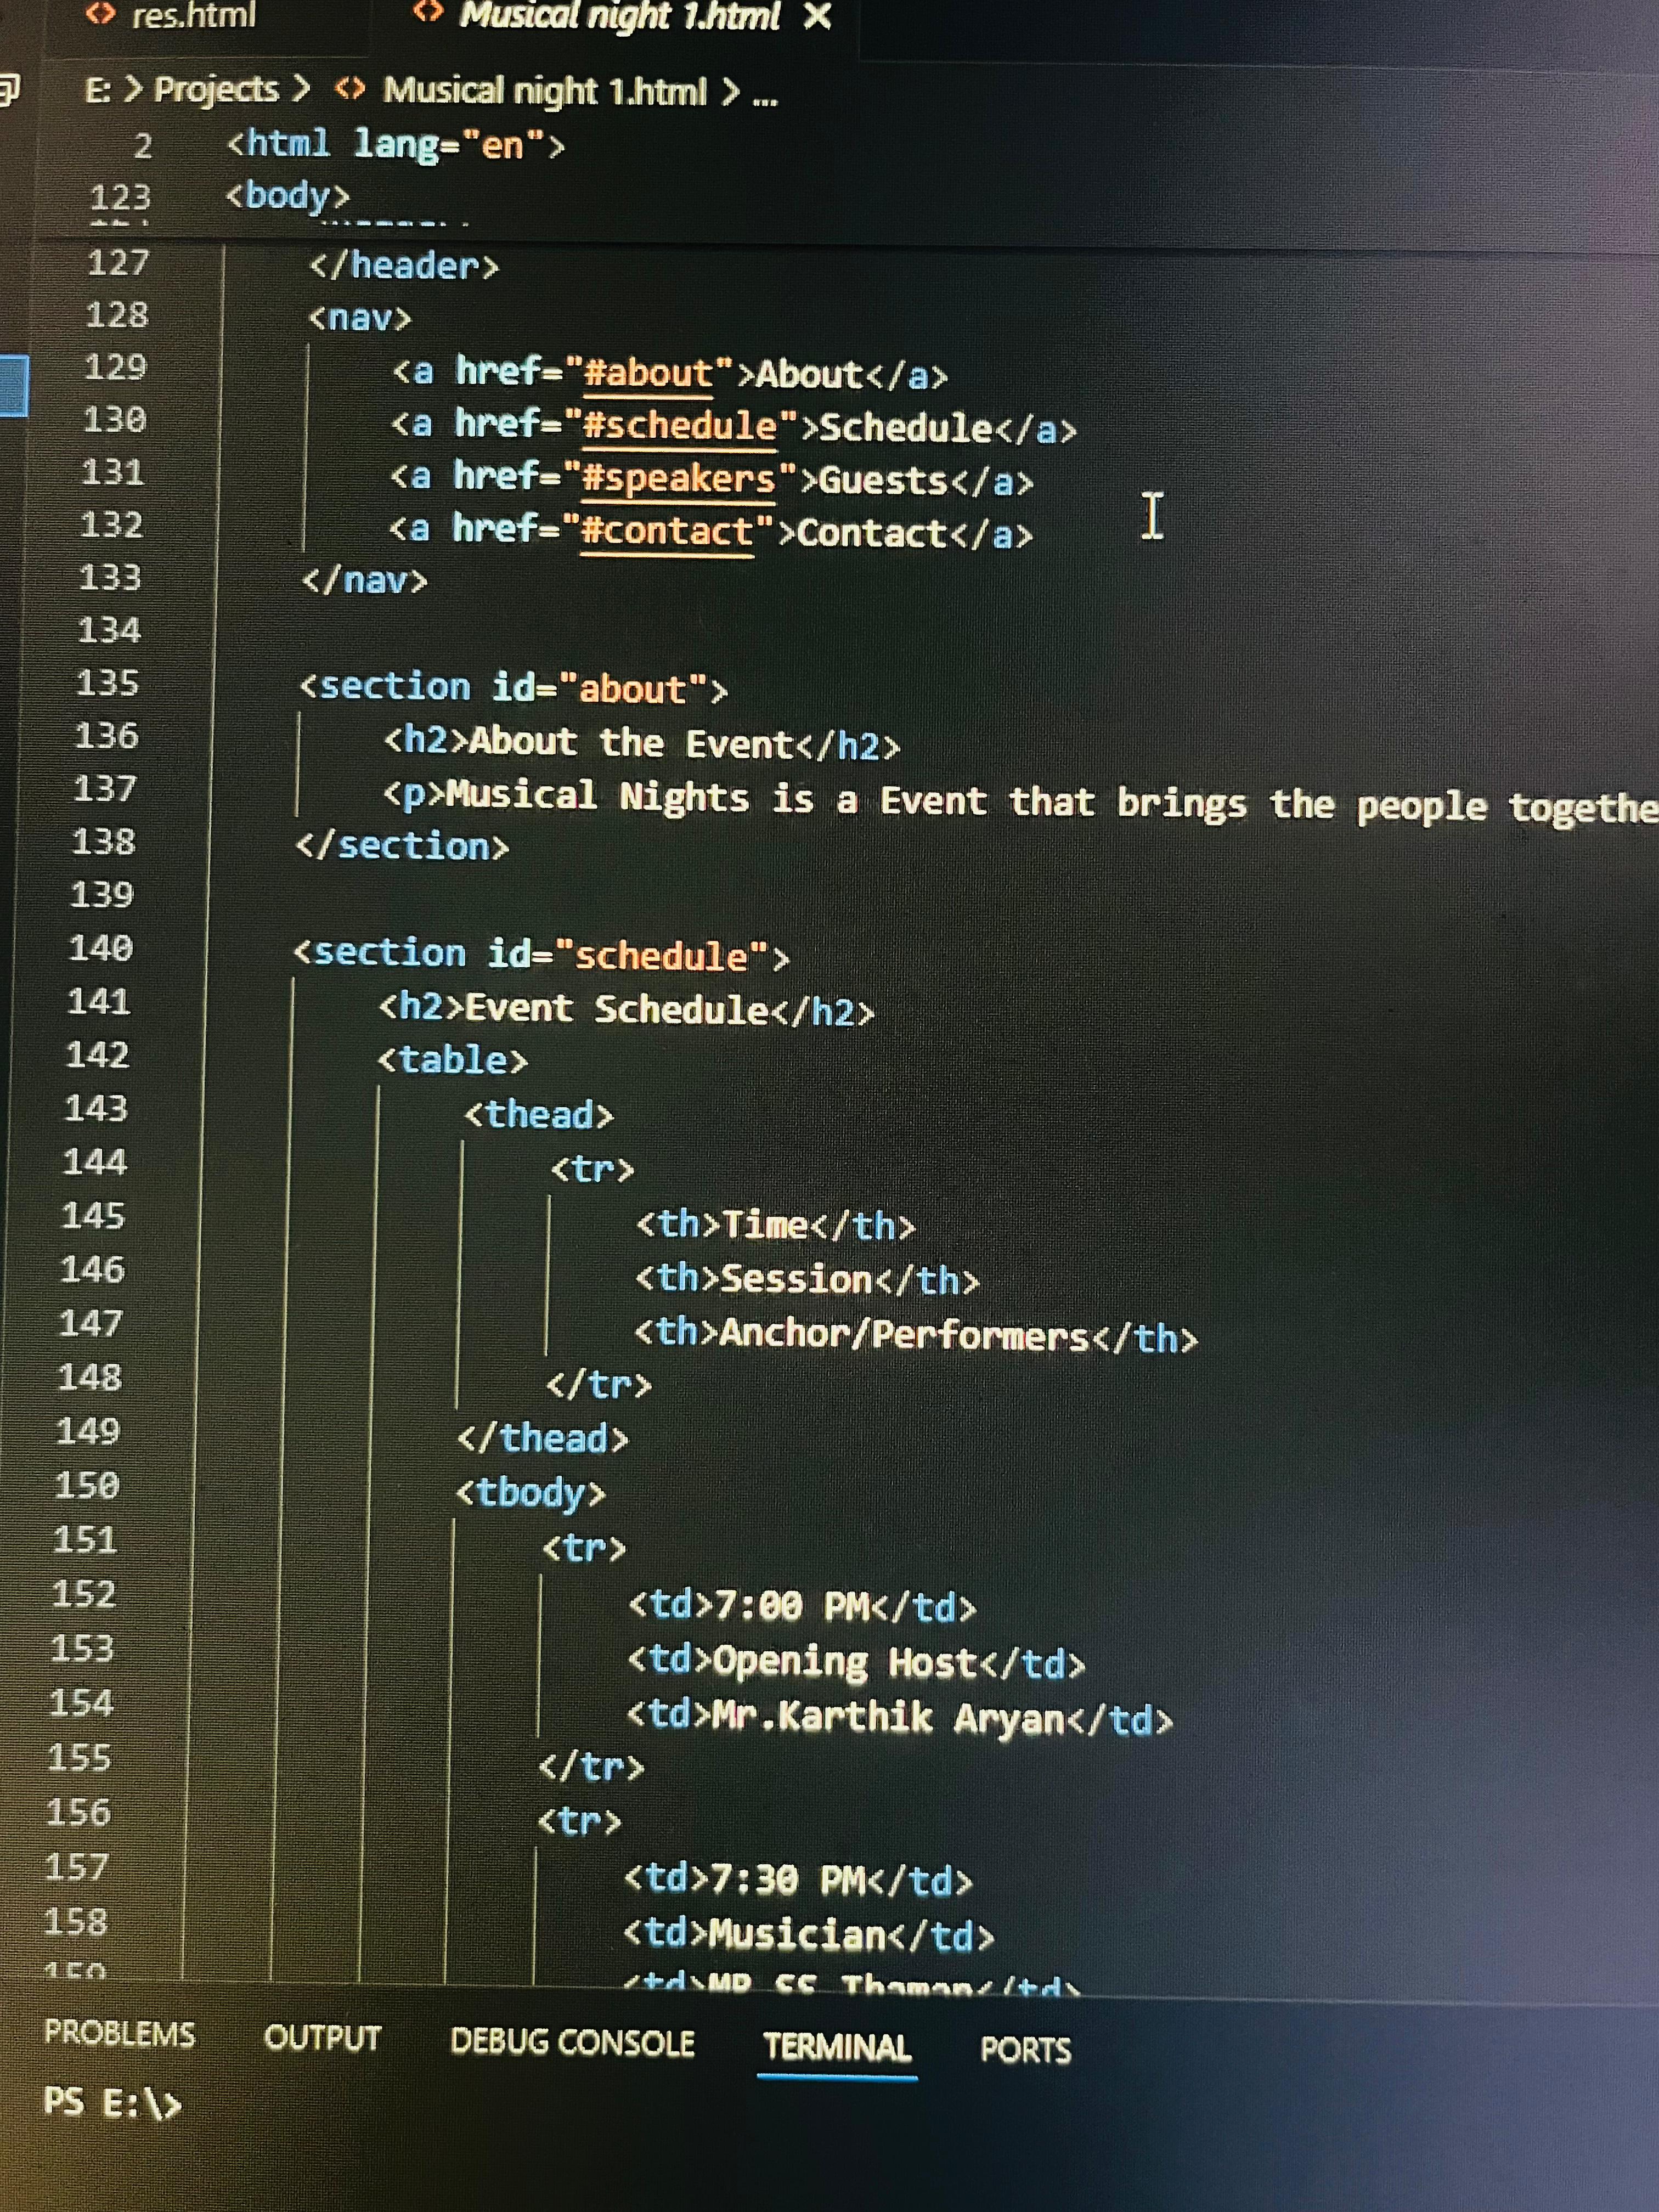 res.html Musical night 1.html
E: > Projects > Musical night 1.html > ...
2 <html lang="en">
123 <body>
127 </header>
128 <nav>
129 <a href="#about">About</a>
130 <a href="#schedule">Schedule</a>
131 <a href="#speakers">Guests</a>
132 <a href="#contact">Contact</a>
133 </nav>
134
135 <section id="about">
136 <h2>About the Event</h2>
137 <p>Musical Nights is a Event that brings the people togethe
138 </section>
139
140 <section id="schedule">
141 <h2>Event Schedule</h2>
142 <table>
143 <thead>
144 <tr>
145 <th>Time</th>
146 <th>Session</th>
147 <th>Anchor/Performers</th>
148 </tr>
149 </thead>
150 <tbody>
151 <tr>
152 <td>7:00 PM</td>
153 <td>Opening Host</td>
154 <td>Mr.Karthik Aryan</td>
155 </tr>
156 <tr>
157 <td>7:30 PM</td>
158 <td>Musician</td>
159 <td>MR SS Thaman</td>
PROBLEMS OUTPUT DEBUG CONSOLE TERMINAL PORTS
PS E:\>